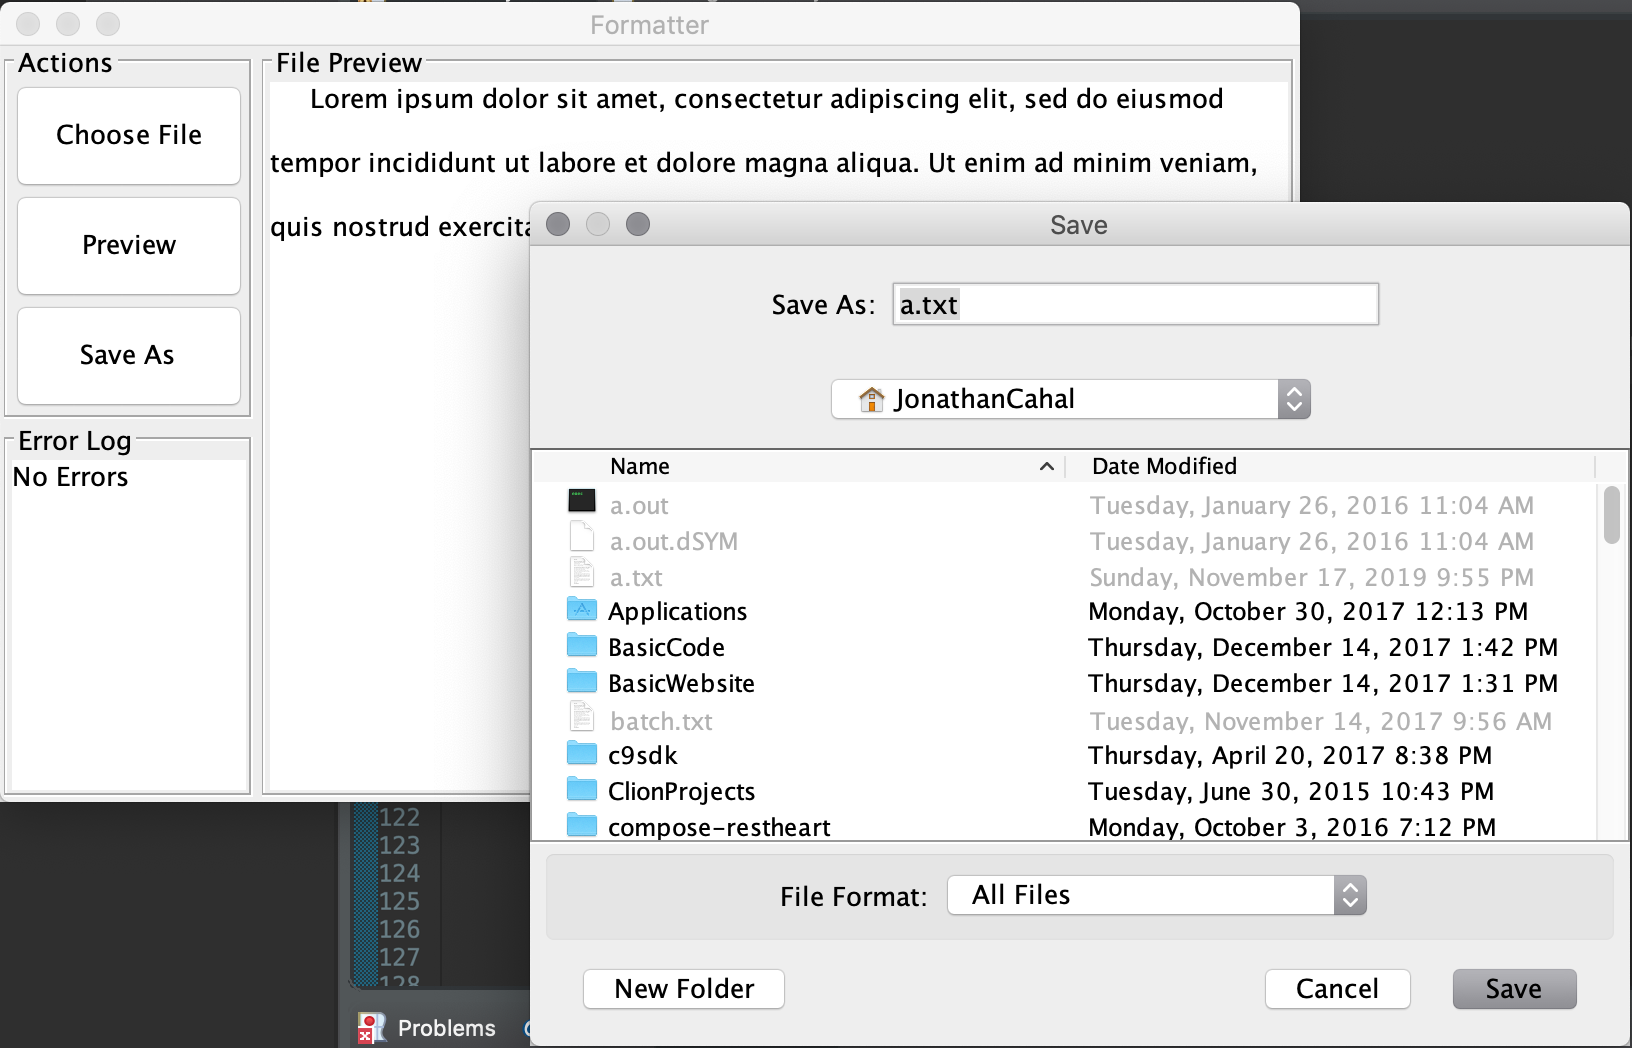 Formatter
Actions
Choose File
Preview
Save As
Error Log
No Errors
File Preview
Lorem ipsum dolor sit amet, consectetur adipiscing elit, sed do eiusmod
tempor incididunt ut labore et dolore magna aliqua. Ut enim ad minim veniam,
quis nostrud
Save
Save As: a.txt
JonathanCahal
Name Date Modified
a.out Tuesday, January 26, 2016 11:04 AM
a.out.dSYM Tuesday, January 26, 2016 11:04 AM
a.txt Sunday, November 17, 2019 9:55 PM
Applications Monday, October 30, 2017 12:13 PM
BasicCode Thursday, December 14, 2017 1:42 PM
BasicWebsite Thursday, December 14, 2017 1:31 PM
batch.txt Tuesday, November 14, 2017 9:56 AM
c9sdk Thursday, April 20, 2017 8:38 PM
ClionProjects Tuesday, June 30, 2015 10:43 PM
compose-restheart Monday, October 3, 2016 7:12 PM
File Format: All Files
New Folder Cancel Save
122
123
124
125
126
127
128
Problems